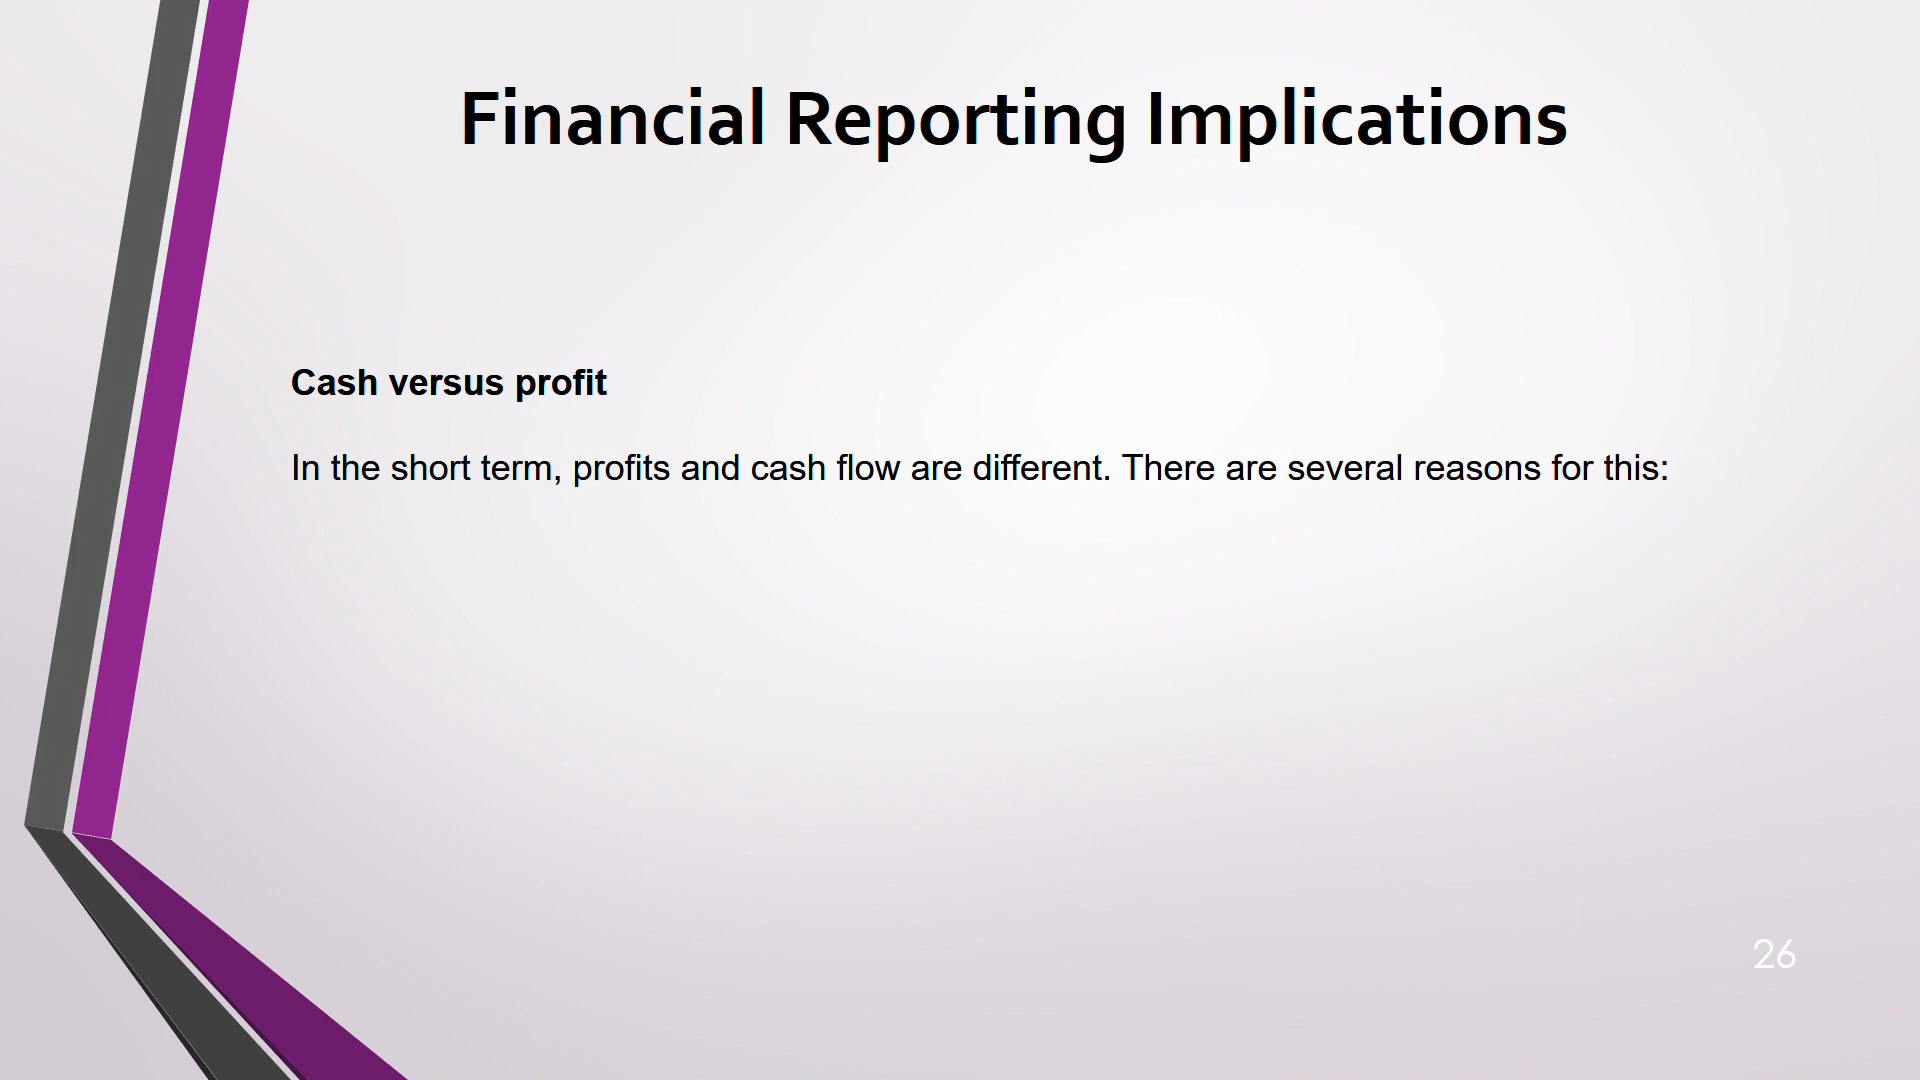 Financial Reporting Implications
Cash versus profit
In the short term, profits and cash flow are different. There are several reasons for this:
26